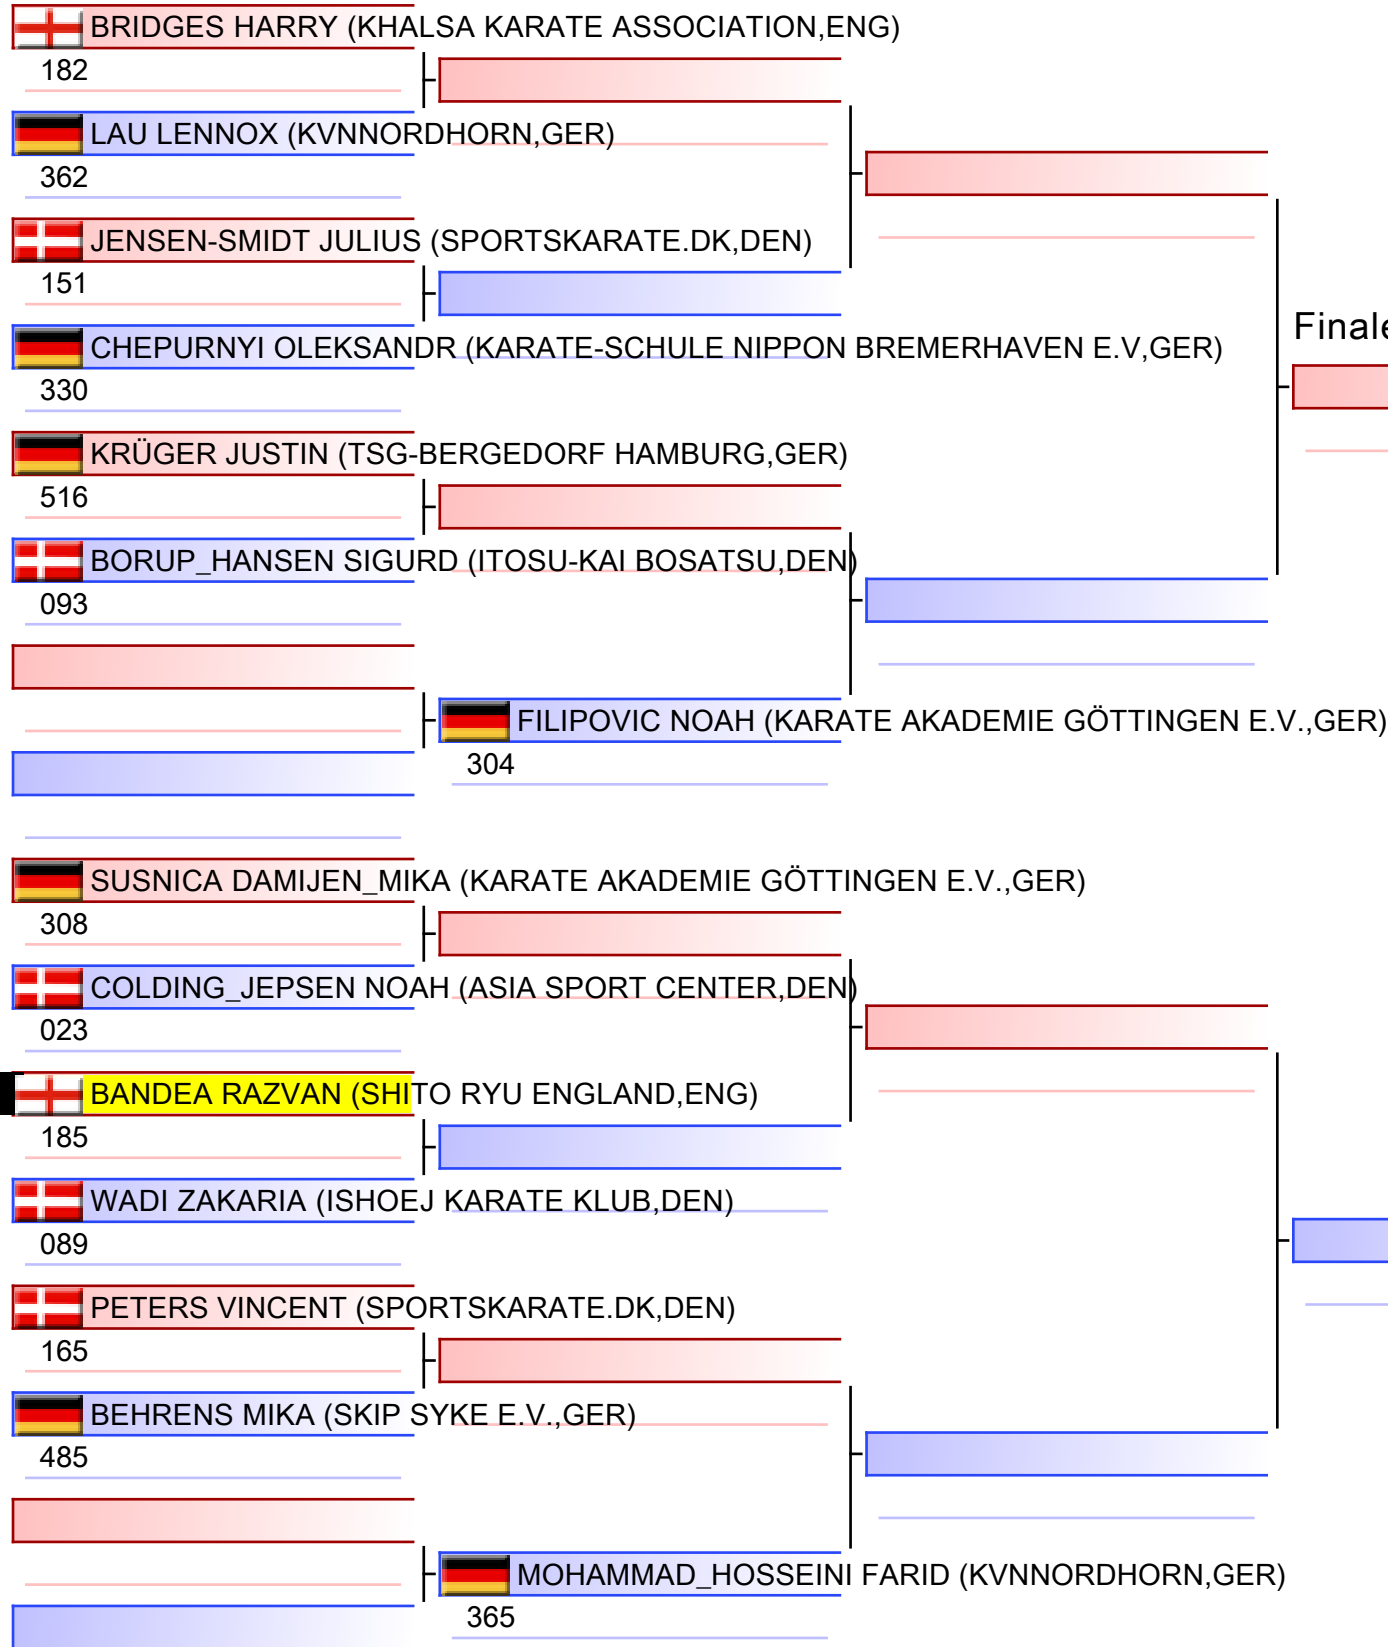 BRIDGES HARRY (KHALSA KARATE ASSOCIATION,ENG)
182
LAU LENNOX (KVNNORDHORN,GER)
362
JENSEN-SMIDT JULIUS (SPORTSKARATE.DK,DEN)
151
Finale
CHEPURNYI OLEKSANDR (KARATE-SCHULE NIPPON BREMERHAVEN E.V,GER)
330
KRÜGER JUSTIN (TSG-BERGEDORF HAMBURG,GER)
516
BORUP_HANSEN SIGURD (ITOSU-KAI BOSATSU,DEN)
093
FILIPOVIC NOAH (KARATE AKADEMIE GÖTTINGEN E.V.,GER)
304
SUSNICA DAMIJEN_MIKA (KARATE AKADEMIE GÖTTINGEN E.V.,GER)
308
COLDING_JEPSEN NOAH (ASIA SPORT CENTER,DEN)
023
BANDEA RAZVAN (SHITO RYU ENGLAND,ENG)
185
WADI ZAKARIA (ISHOEJ KARATE KLUB,DEN)
089
PETERS VINCENT (SPORTSKARATE.DK,DEN)
165
BEHRENS MIKA (SKIP SYKE E.V.,GER)
485
MOHAMMAD_HOSSEINI FARID (KVNNORDHORN,GER)
365